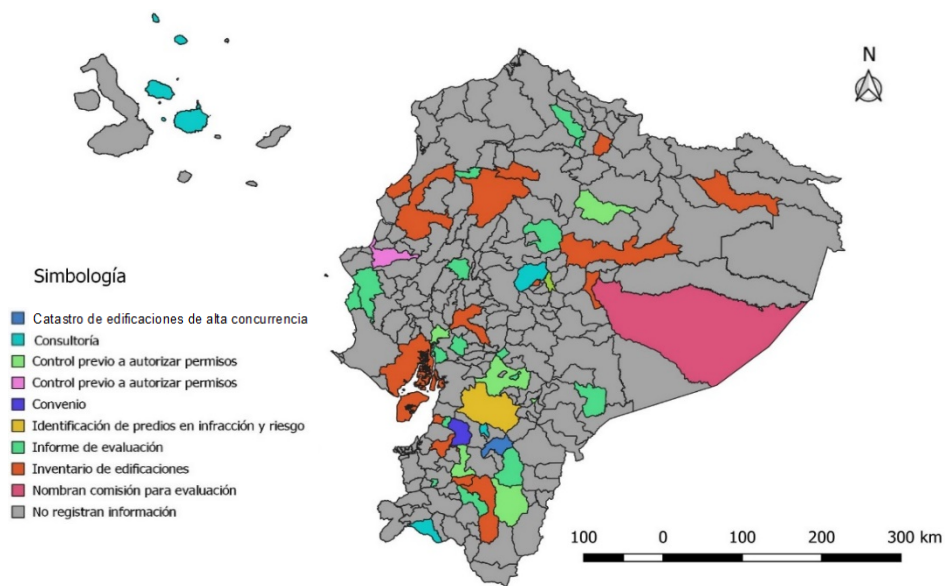 N
Simbología
Catastro de edificaciones de alta concurrencia
Consultoría
Control previo a autorizar permisos
Control previo a autorizar permisos
Convenio
Identificación de predios en infracción y riesgo
Informe de evaluación
Inventario de edificaciones
Nombran comisión para evaluación
No registran información
100 0 100 200 300 km